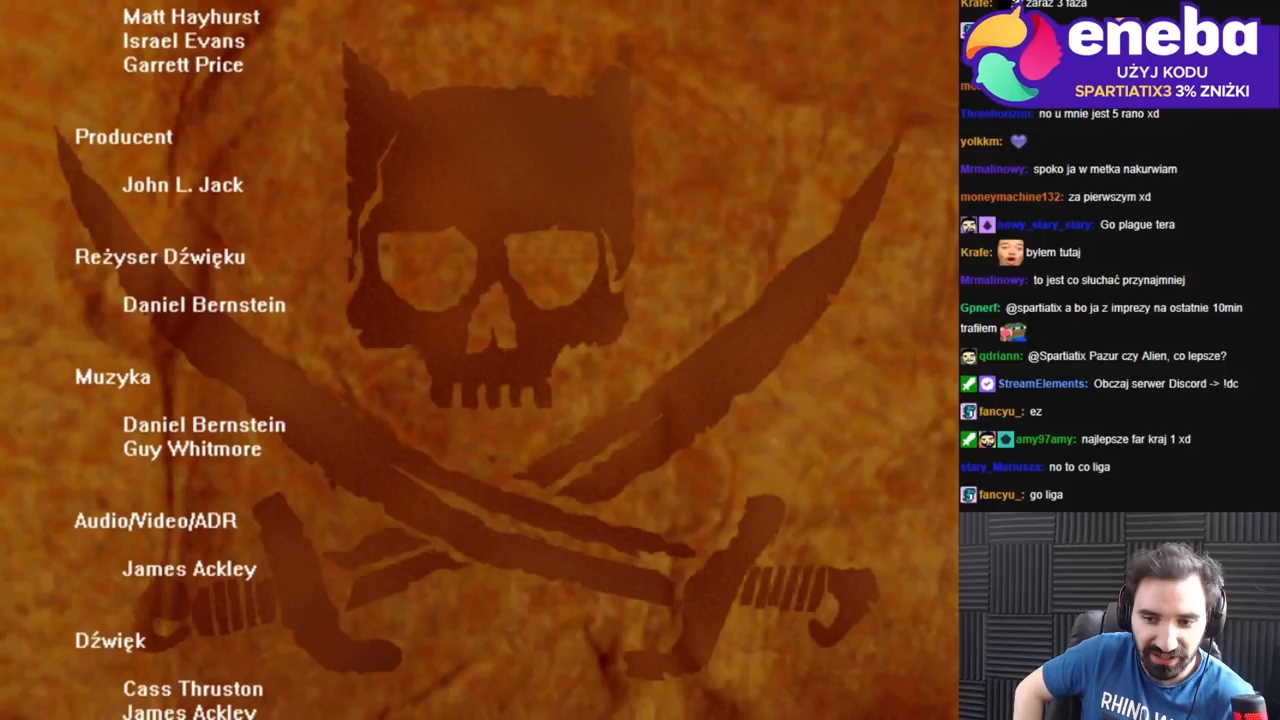 Matt Hayhurst
Israel Evans
Garrett Price
Producent
John L. Jack
Reżyser Dźwięku
Daniel Bernstein
Muzyka
Daniel Bernstein
Guy Whitmore
Audio/Video/ADR
James Ackley
Dźwięk
Cass Thruston
James Ackley
Krafe: zaraz 3 faza
eneba
UŻYJ KODU
SPARTIATIX3 3% ZNIŻKI
no u mnie jest 5 rano xd
yolkkm:
Mrmalinowy: spoko ja w metka nakurwiam
moneymachine132: za pierwszym xd
nowy_stary_stary: Go plague tera
Krafe: byłem tutaj
Mrmalinowy: to jest co słuchać przynajmniej
Gpnerf: @spartiatix a bo ja z imprezy na ostatnie 10min
trafiłem
qdriann: @Spartiatix Pazur czy Alien, co lepsze?
StreamElements: Obczaj serwer Discord -> !dc
fancyu_: ez
amy97amy: najlepsze far kraj 1 xd
stary_Mariusza: no to co liga
fancyu_: go liga